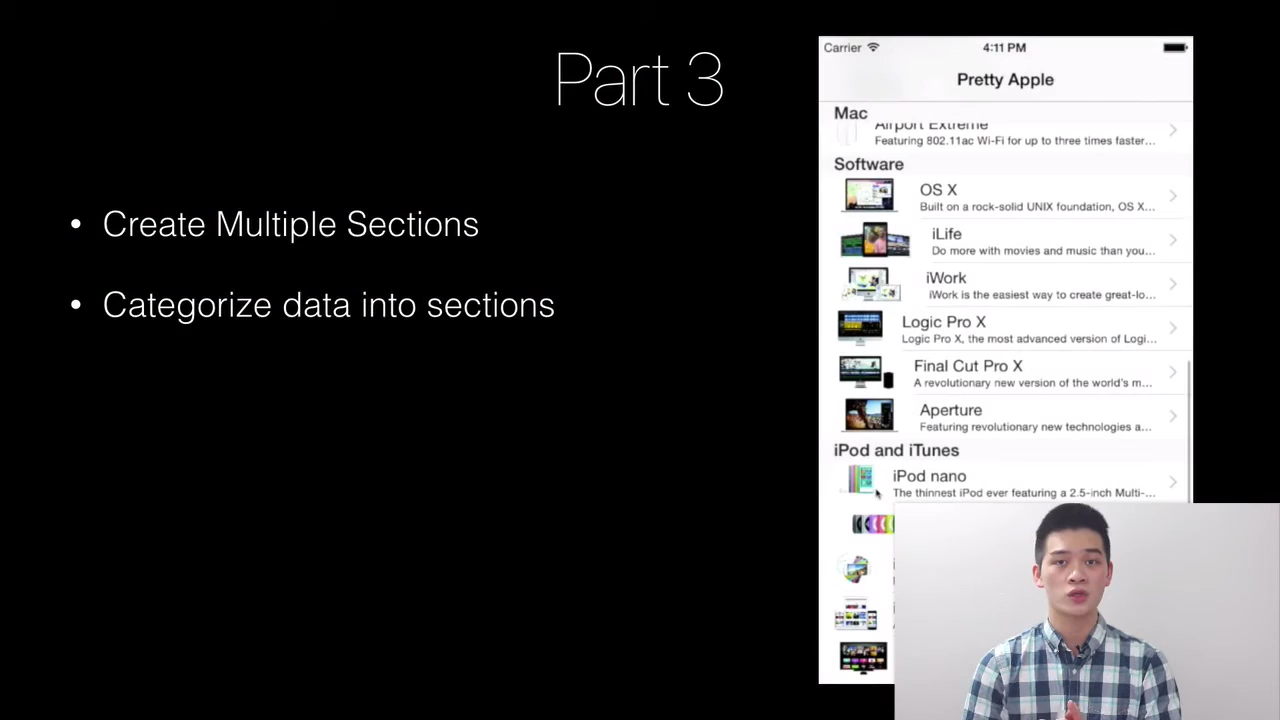 Part 3
• Create Multiple Sections
• Categorize data into sections
Carrier 4:11 PM
Pretty Apple
Mac
Airport Extreme
Featuring 802.11ac Wi-Fi for up to three times faster...
Software
OS X
Built on a rock-solid UNIX foundation, OS X...
iLife
Do more with movies and music than you...
iWork
iWork is the easiest way to create great-lo...
Logic Pro X
Logic Pro X, the most advanced version of Logi...
Final Cut Pro X
A revolutionary new version of the world's m...
Aperture
Featuring revolutionary new technologies a...
iPod and iTunes
iPod nano
The thinnest iPod ever featuring a 2.5-inch Multi-...